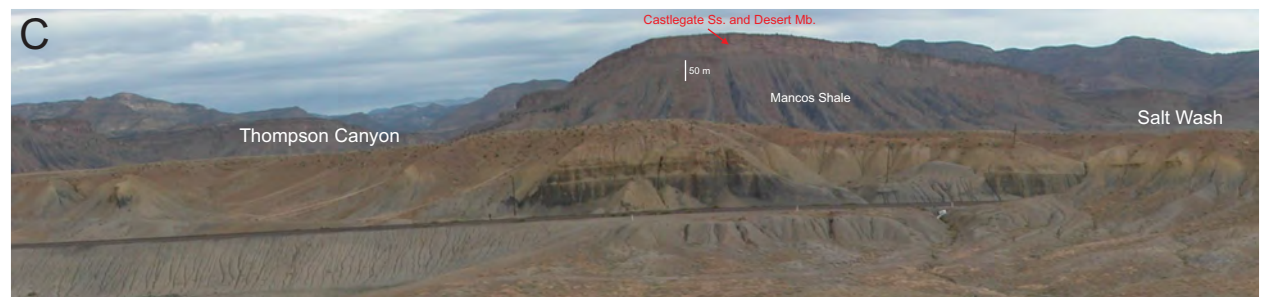 C
Castlegate Ss. and Desert Mb.
50 m
Mancos Shale
Salt Wash
Thompson Canyon